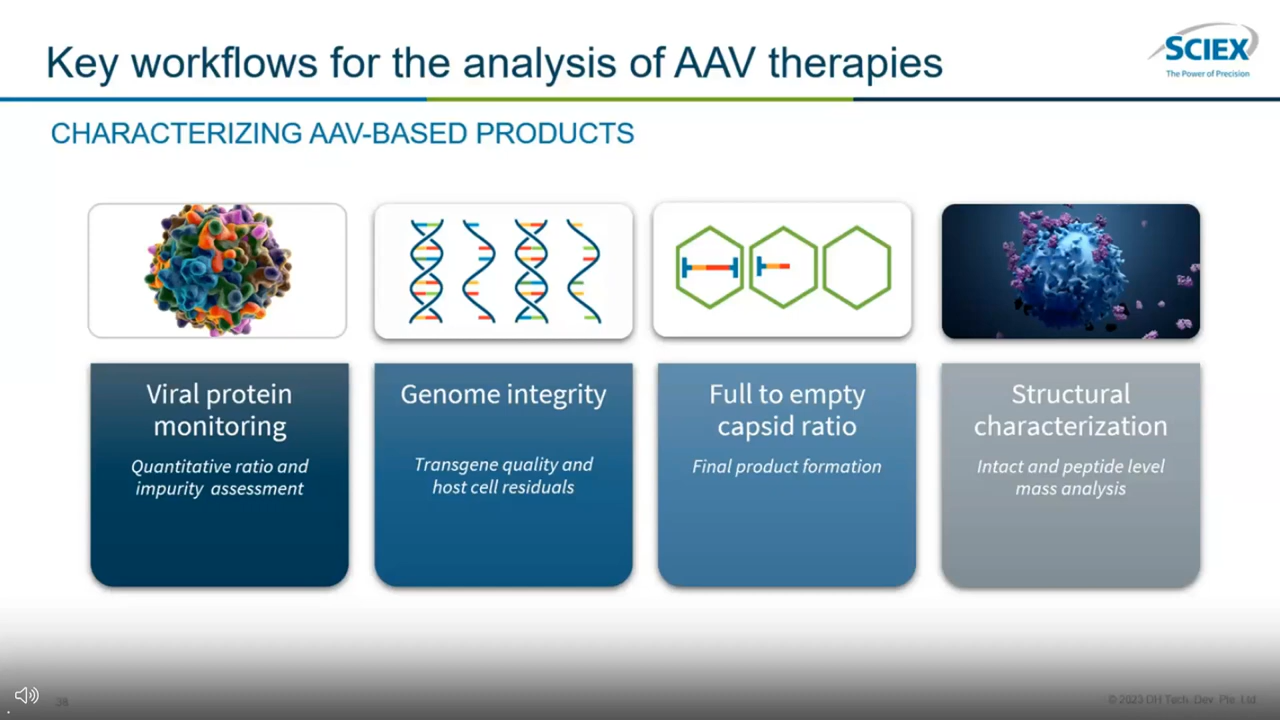 Key workflows for the analysis of AAV therapies
SCIEX
The Power of Precision
CHARACTERIZING AAV-BASED PRODUCTS
Viral protein
monitoring
Quantitative ratio and
impurity assessment
Genome integrity
Transgene quality and
host cell residuals
Full to empty
capsid ratio
Final product formation
Structural
characterization
Intact and peptide level
mass analysis
38
© 2023 DH Tech. Dev. Pte. Ltd.